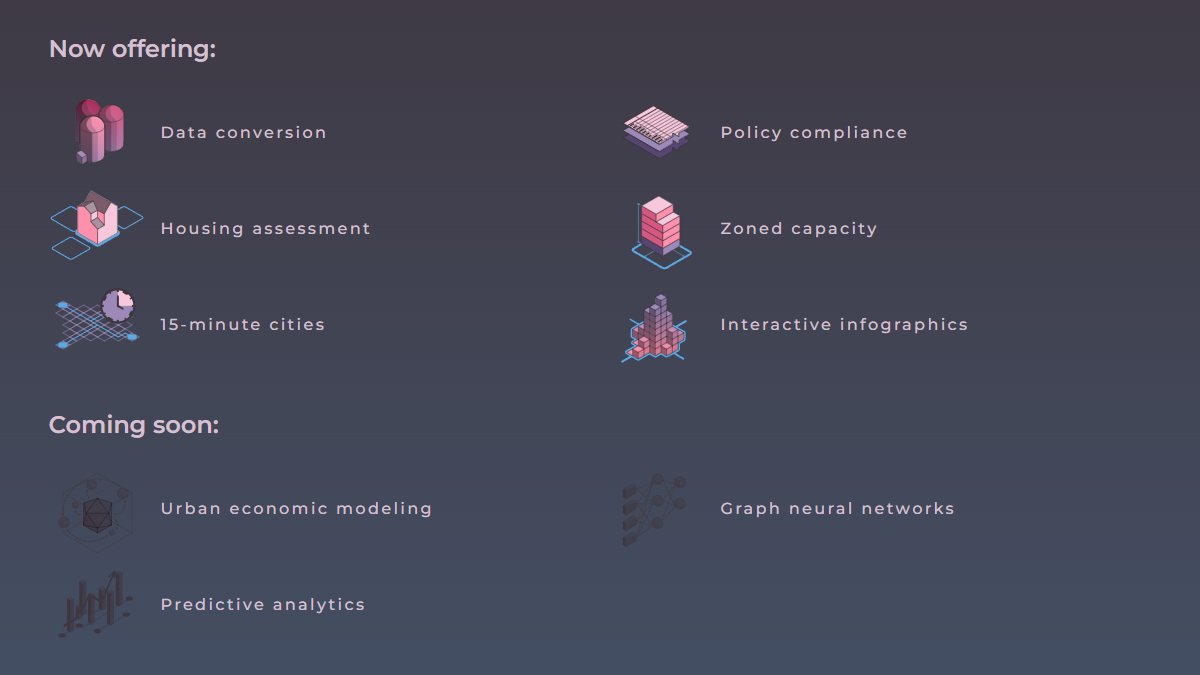 Now offering:
Data conversion
Policy compliance
Housing assessment
Zoned capacity
15-minute cities
Interactive infographics
Coming soon:
Urban economic modeling
Graph neural networks
Predictive analytics